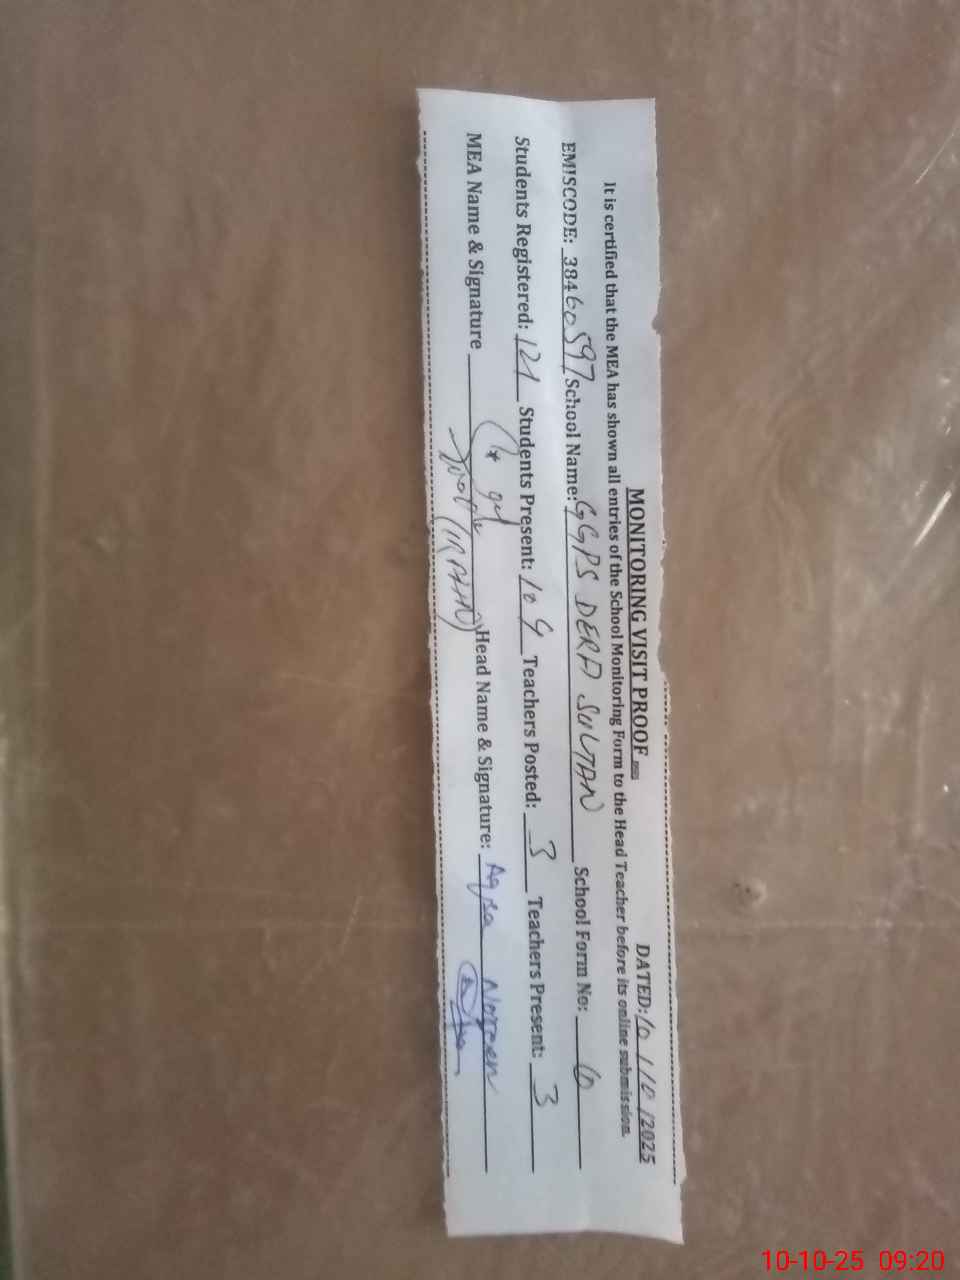 MONITORING VISIT PROOF DATED: 10 / 10 / 2025
It is certified that the MEA has shown all entries of the School Monitoring Form to the Head Teacher before its online submission.
EMISCODE: 38460597 School Name: GGPS DERA SULTAN School Form No: 6
Students Registered: 121 Students Present: 109 Teachers Posted: 3 Teachers Present: 3
MEA Name & Signature Head Name & Signature: Aqsa Noreen
10-10-25 09:20